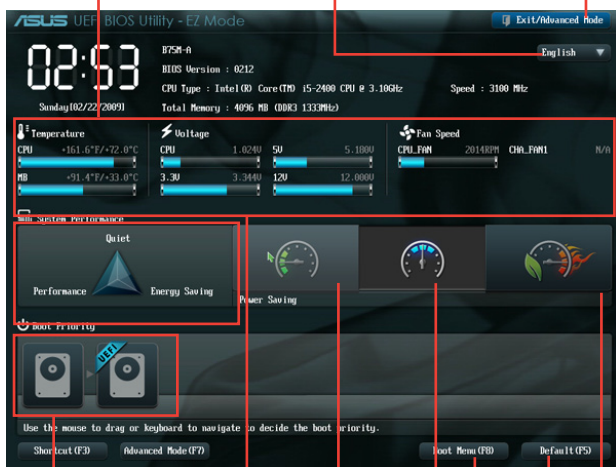 ASUS UEFI BIOS Utility - EZ Mode
Exit/Advanced Mode
02:53
Sunday[02/22/2009]
B75M-A
BIOS Version : 0212
CPU Type : Intel(R) Core(TM) i5-2400 CPU @ 3.10GHz
Speed : 3100 MHz
Total Memory : 4096 MB (DDR3 1333MHz)
English
Temperature
CPU +161.6°F/+72.0°C
MB +91.4°F/+33.0°C
Voltage
CPU 1.024V 5V 5.180V
3.3V 3.344V 12V 12.000V
Fan Speed
CPU_FAN 2014RPM CHA_FAN1 N/A
System Performance
Quiet
Performance
Energy Saving
Power Saving
Boot Priority
UEFI
Use the mouse to drag or keyboard to navigate to decide the boot priority.
Shortcut(F3)
Advanced Mode(F7)
Boot Menu(F8)
Default(F5)